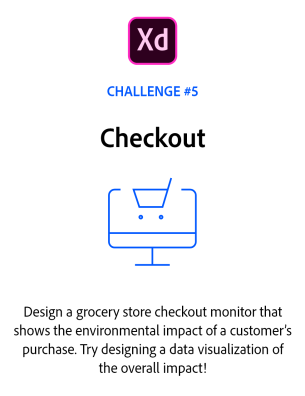 Xd
CHALLENGE #5
Checkout
Design a grocery store checkout monitor that
shows the environmental impact of a customer's
purchase. Try designing a data visualization of
the overall impact!